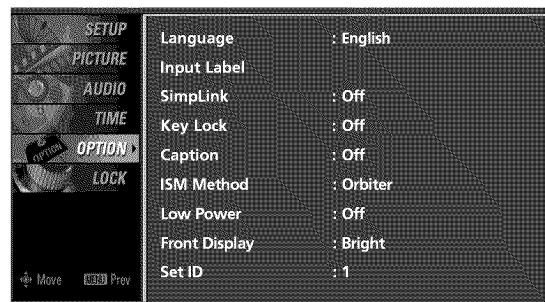 SETUP
PICTURE
AUDIO
TIME
OPTION
LOCK
Move MENU Prev
Language : English
Input Label
SimpLink : Off
Key Lock : Off
Caption : Off
ISM Method : Orbiter
Low Power : Off
Front Display : Bright
Set ID : 1